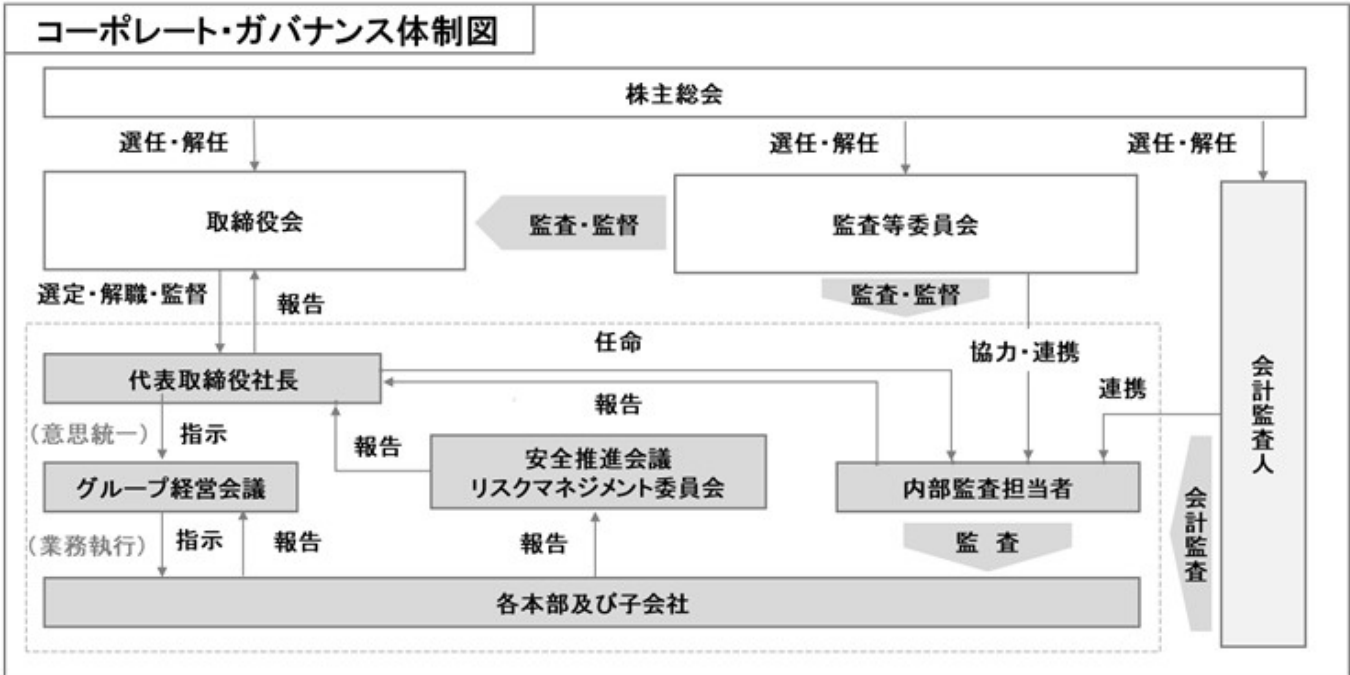 コーポレート・ガバナンス体制図
株主総会
選任・解任
選任・解任
選任・解任
取締役会
監査・監督
監査等委員会
選定・解職・監督
報告
監査・監督
任命
協力・連携
代表取締役社長
報告
連携
会計監査人
(意思統一)
指示
報告
安全推進会議
リスクマネジメント委員会
グループ経営会議
内部監査担当者
(業務執行)
指示
報告
報告
監 査
会計監査
各本部及び子会社